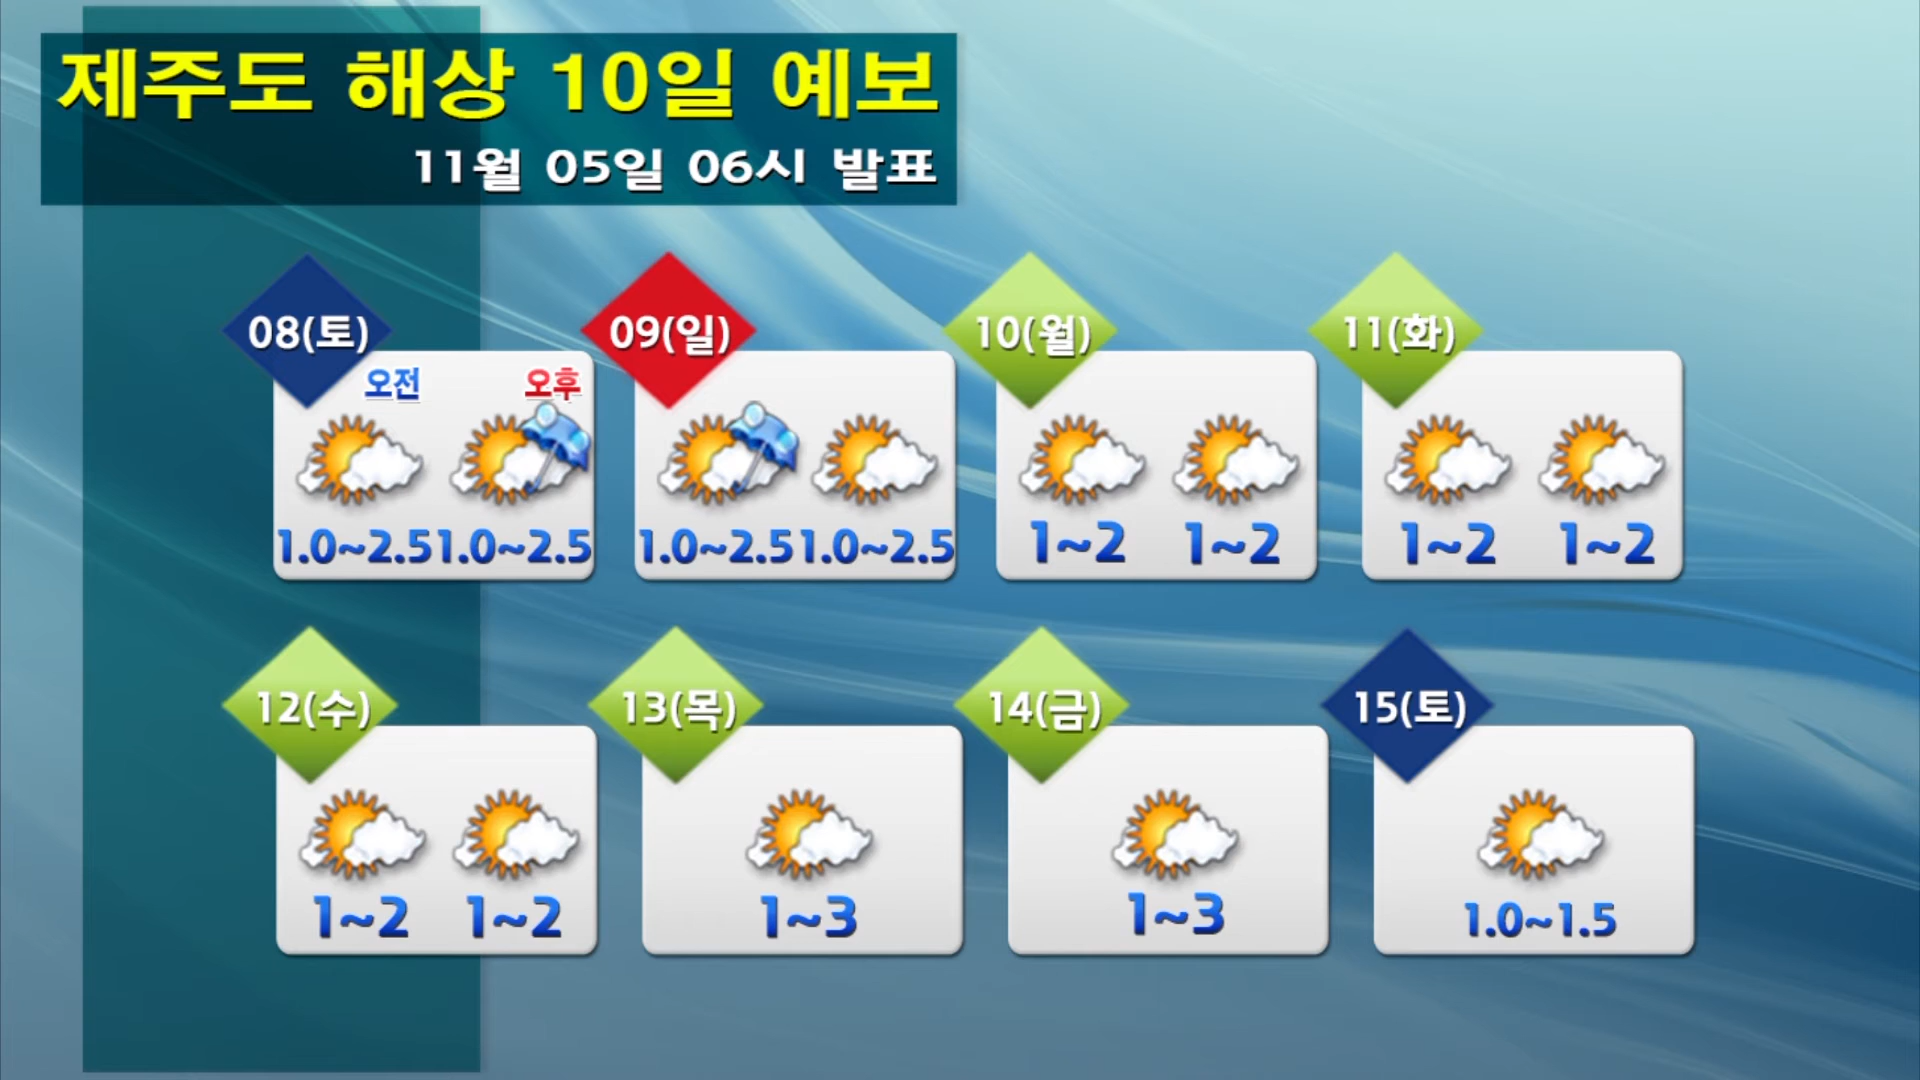 제주도 해상 10일 예보
11월 05일 06시 발표
08(토)
오전 오후
1.0~2.5 1.0~2.5
09(일)
1.0~2.5 1.0~2.5
10(월)
1~2 1~2
11(화)
1~2 1~2
12(수)
1~2 1~2
13(목)
1~3
14(금)
1~3
15(토)
1.0~1.5